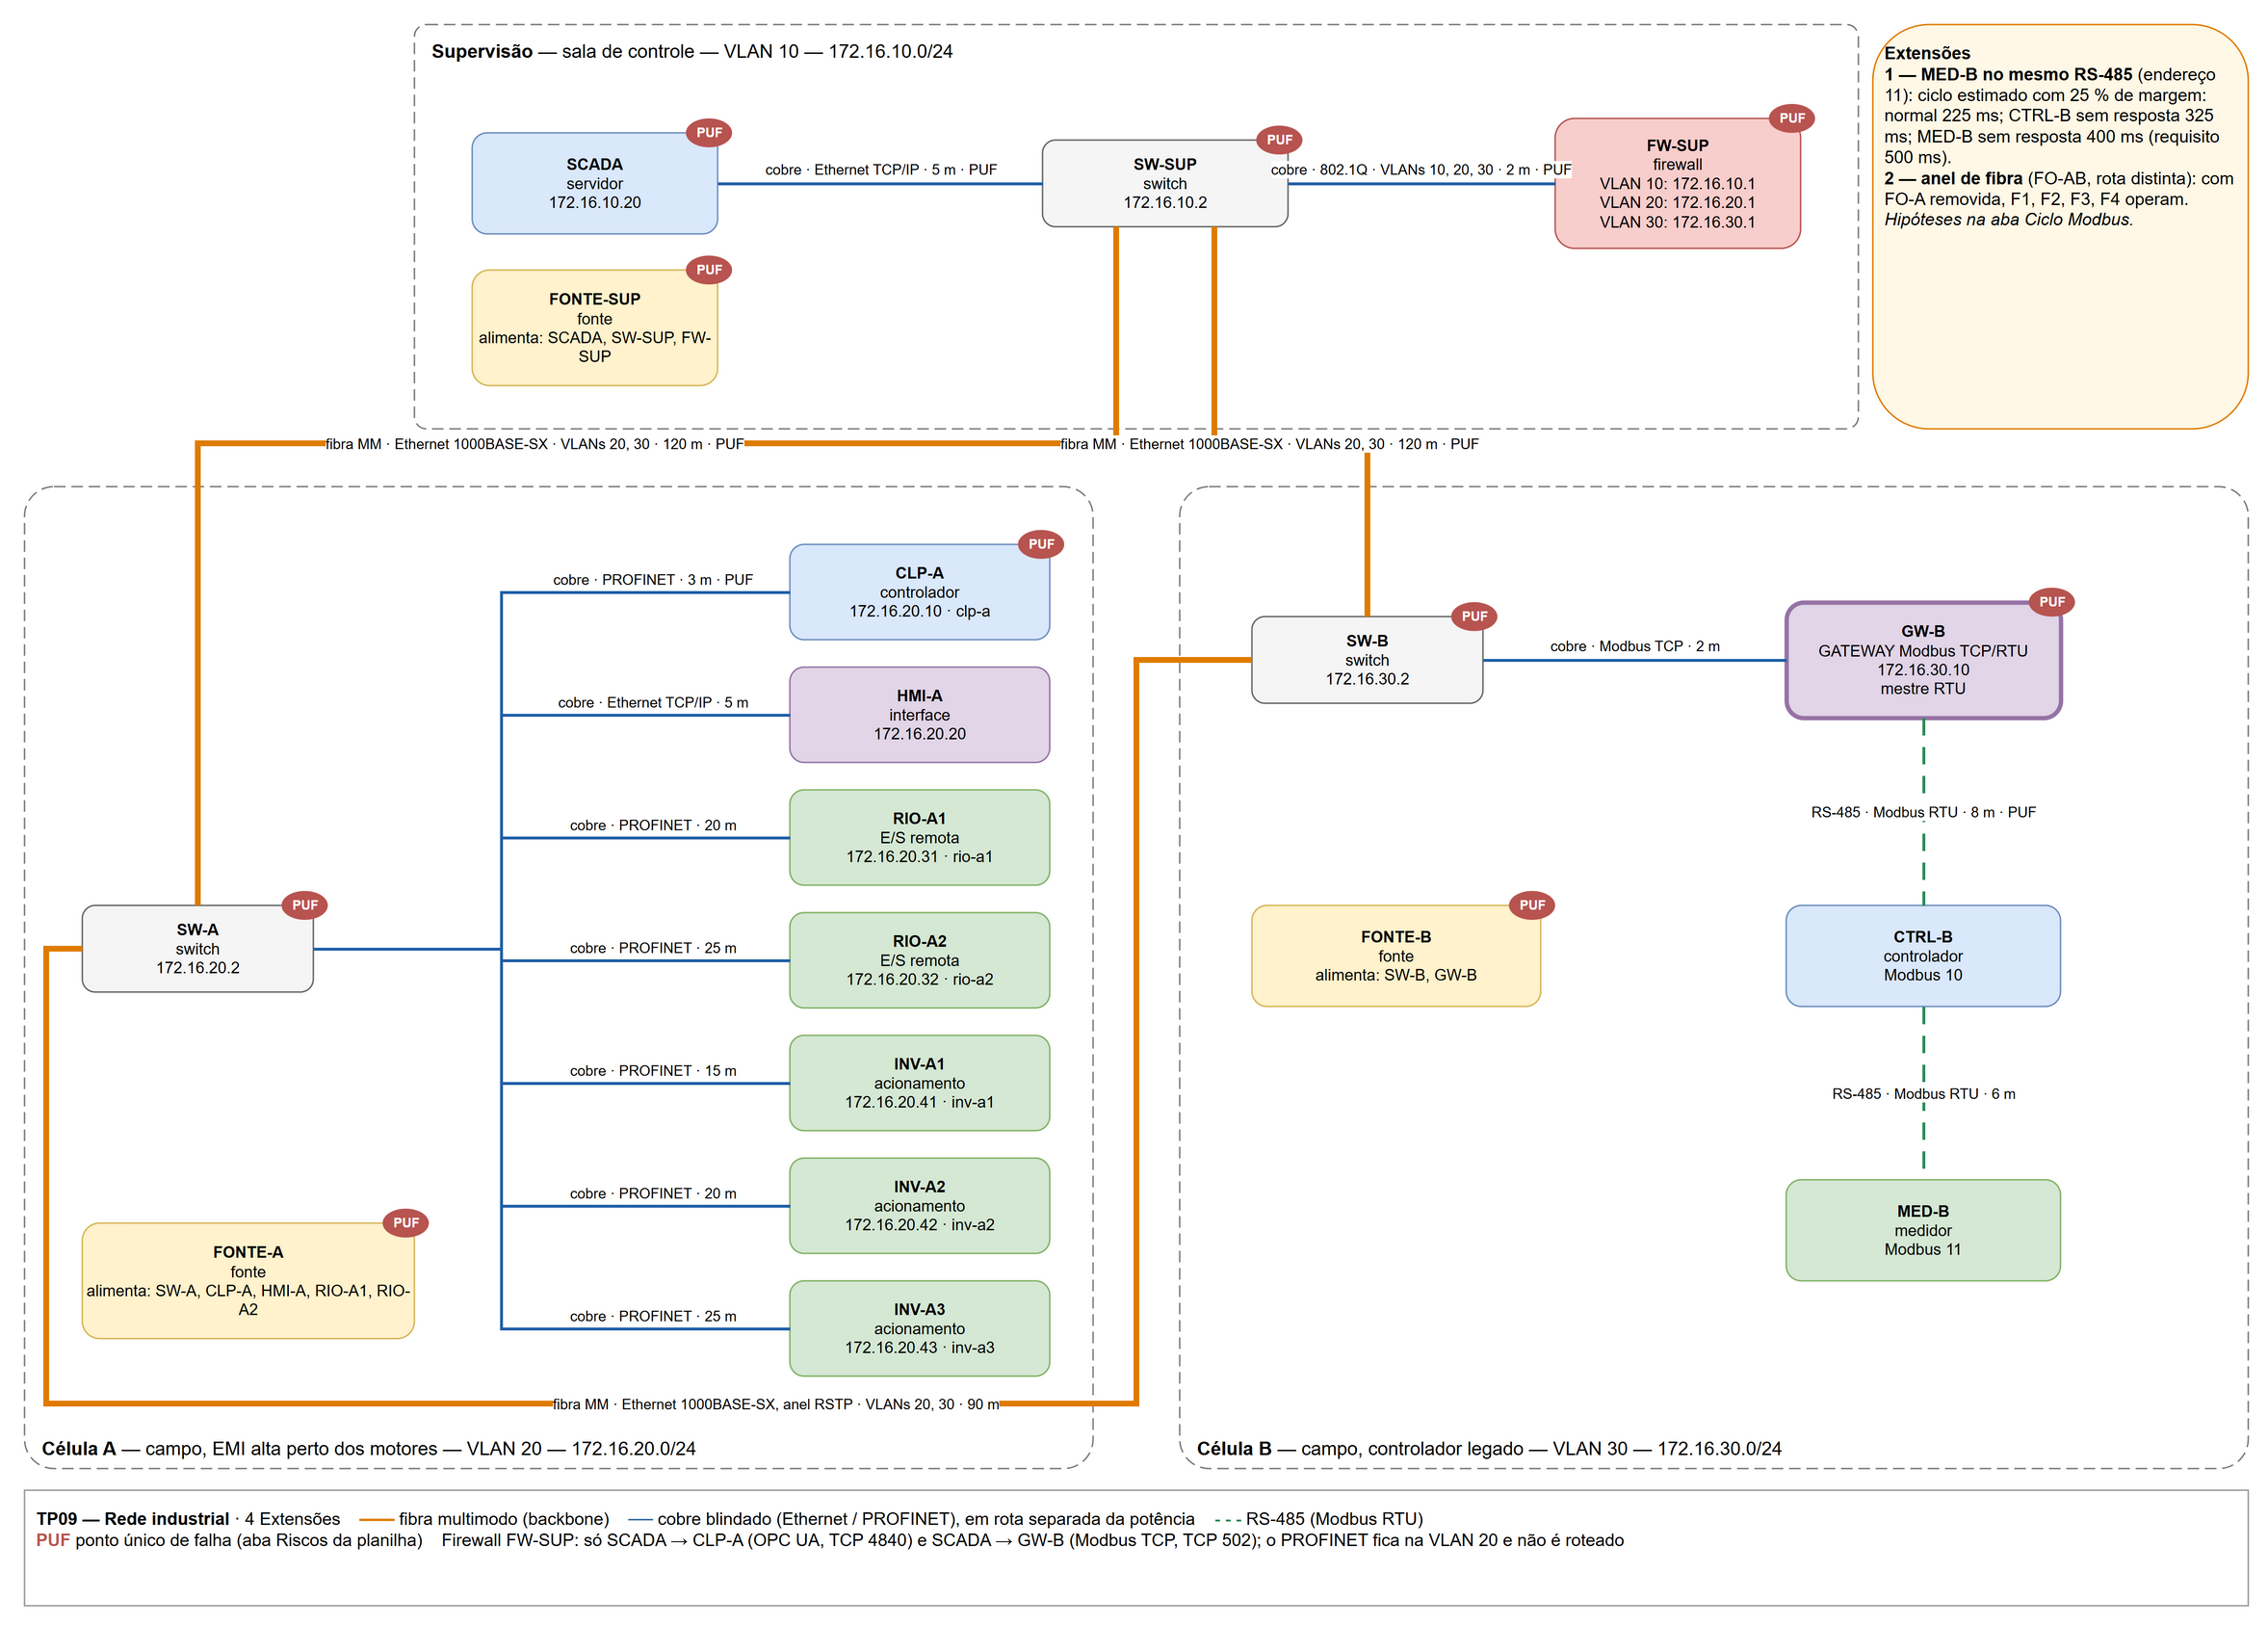 Supervisão — sala de controle — VLAN 10 — 172.16.10.0/24
PUF
SCADA
servidor
172.16.10.20
cobre · Ethernet TCP/IP · 5 m · PUF
PUF
SW-SUP
switch
172.16.10.2
cobre · 802.1Q · VLANs 10, 20, 30 · 2 m · PUF
PUF
FW-SUP
firewall
VLAN 10: 172.16.10.1
VLAN 20: 172.16.20.1
VLAN 30: 172.16.30.1
PUF
FONTE-SUP
fonte
alimenta: SCADA, SW-SUP, FW-
SUP
Extensões
1 — MED-B no mesmo RS-485 (endereço
11): ciclo estimado com 25 % de margem:
normal 225 ms; CTRL-B sem resposta 325
ms; MED-B sem resposta 400 ms (requisito
500 ms).
2 — anel de fibra (FO-AB, rota distinta): com
FO-A removida, F1, F2, F3, F4 operam.
Hipóteses na aba Ciclo Modbus.
fibra MM · Ethernet 1000BASE-SX · VLANs 20, 30 · 120 m · PUF
fibra MM · Ethernet 1000BASE-SX · VLANs 20, 30 · 120 m · PUF
PUF
CLP-A
controlador
172.16.20.10 · clp-a
cobre · PROFINET · 3 m · PUF
HMI-A
interface
172.16.20.20
cobre · Ethernet TCP/IP · 5 m
RIO-A1
E/S remota
172.16.20.31 · rio-a1
cobre · PROFINET · 20 m
PUF
SW-A
switch
172.16.20.2
RIO-A2
E/S remota
172.16.20.32 · rio-a2
cobre · PROFINET · 25 m
INV-A1
acionamento
172.16.20.41 · inv-a1
cobre · PROFINET · 15 m
INV-A2
acionamento
172.16.20.42 · inv-a2
cobre · PROFINET · 20 m
PUF
FONTE-A
fonte
alimenta: SW-A, CLP-A, HMI-A, RIO-A1, RIO-
A2
INV-A3
acionamento
172.16.20.43 · inv-a3
cobre · PROFINET · 25 m
fibra MM · Ethernet 1000BASE-SX, anel RSTP · VLANs 20, 30 · 90 m
Célula A — campo, EMI alta perto dos motores — VLAN 20 — 172.16.20.0/24
PUF
SW-B
switch
172.16.30.2
cobre · Modbus TCP · 2 m
PUF
GW-B
GATEWAY Modbus TCP/RTU
172.16.30.10
mestre RTU
RS-485 · Modbus RTU · 8 m · PUF
PUF
FONTE-B
fonte
alimenta: SW-B, GW-B
CTRL-B
controlador
Modbus 10
RS-485 · Modbus RTU · 6 m
MED-B
medidor
Modbus 11
Célula B — campo, controlador legado — VLAN 30 — 172.16.30.0/24
TP09 — Rede industrial · 4 Extensões fibra multimodo (backbone) cobre blindado (Ethernet / PROFINET), em rota separada da potência RS-485 (Modbus RTU)
PUF ponto único de falha (aba Riscos da planilha) Firewall FW-SUP: só SCADA → CLP-A (OPC UA, TCP 4840) e SCADA → GW-B (Modbus TCP, TCP 502); o PROFINET fica na VLAN 20 e não é roteado